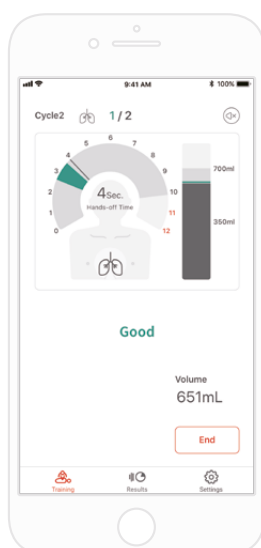 9:41 AM
100%
Cycle2 1 / 2
0 1 2 3 4 5 6 7 8 9 10 11 12
4Sec.
Hands-off Time
700ml
350ml
Good
Volume
651mL
End
Training Results Settings